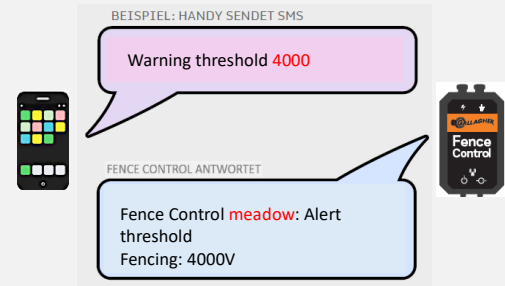 BEISPIEL: HANDY SENDET SMS
Warning threshold 4000
GALLAGHER
Fence
Control
FENCE CONTROL ANTWORTET
Fence Control meadow: Alert
threshold
Fencing: 4000V